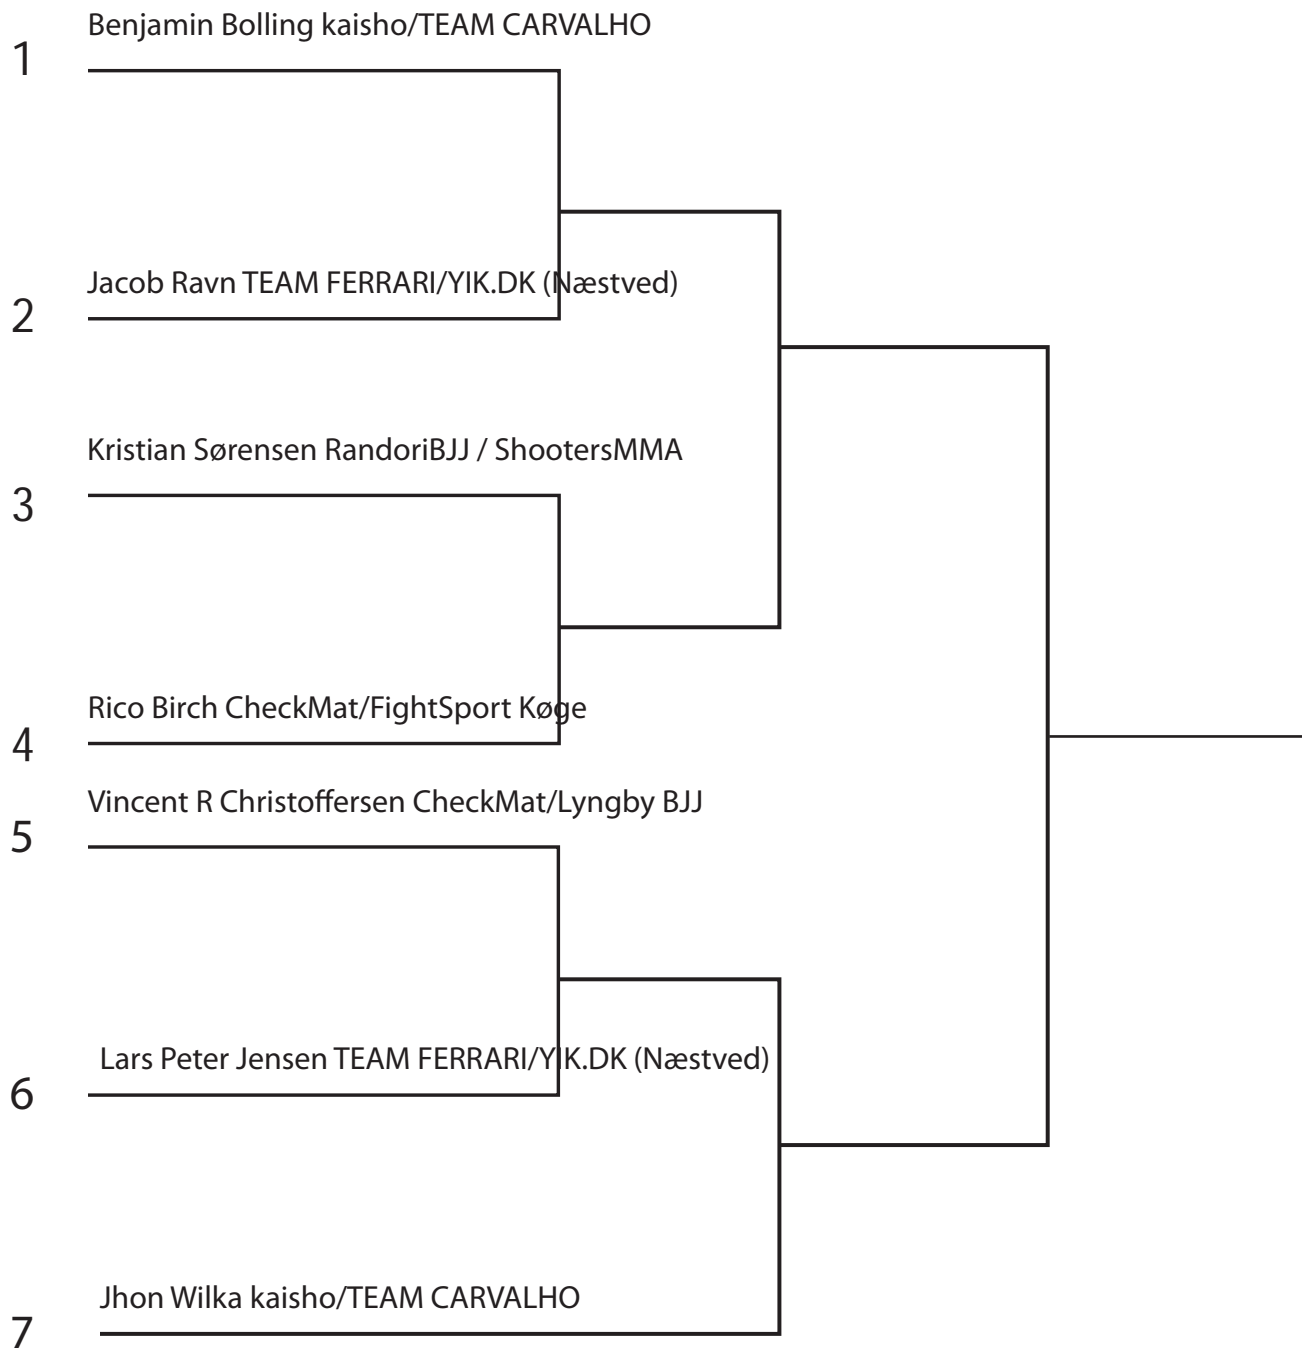 Benjamin Bolling kaisho/TEAM CARVALHO
1
Jacob Ravn TEAM FERRARI/YIK.DK (Næstved)
2
Kristian Sørensen RandoriBJJ / ShootersMMA
3
Rico Birch CheckMat/FightSport Køge
4
Vincent R Christoffersen CheckMat/Lyngby BJJ
5
Lars Peter Jensen TEAM FERRARI/YIK.DK (Næstved)
6
Jhon Wilka kaisho/TEAM CARVALHO
7